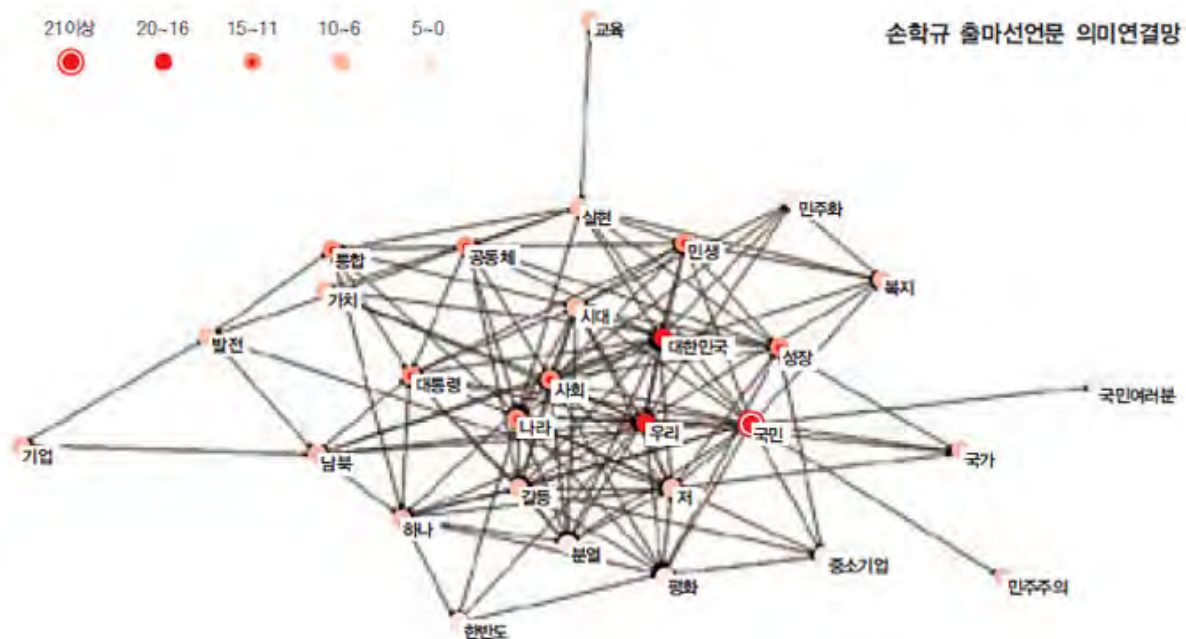 21이상 20~16 15~11 10~6 5~0
손학규 출마선언문 의미연결망
교육
실현
민주화
통합
공동체
민생
복지
가치
시대
발전
대한민국
성장
대통령
사회
국민여러분
나라
우리
국민
기업
남북
국가
갈등
저
하나
분열
중소기업
평화
민주주의
한반도